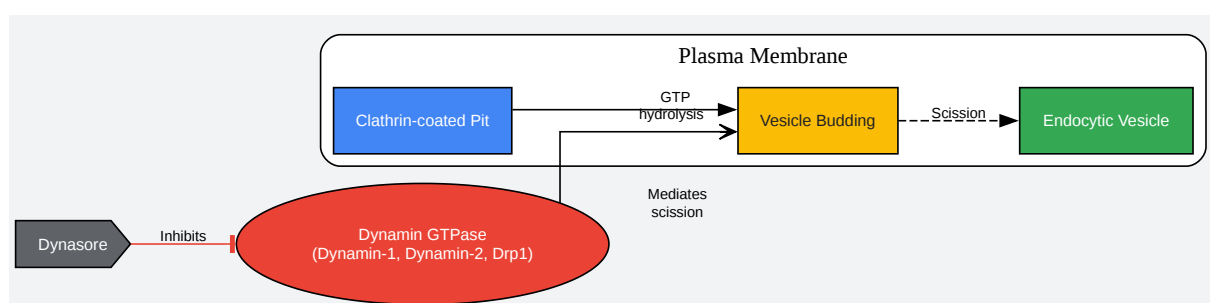 Plasma Membrane
Clathrin-coated Pit
GTP
hydrolysis
Vesicle Budding
Scission
Endocytic Vesicle
Mediates
scission
Dynasore
Inhibits
Dynamin GTPase
(Dynamin-1, Dynamin-2, Drp1)